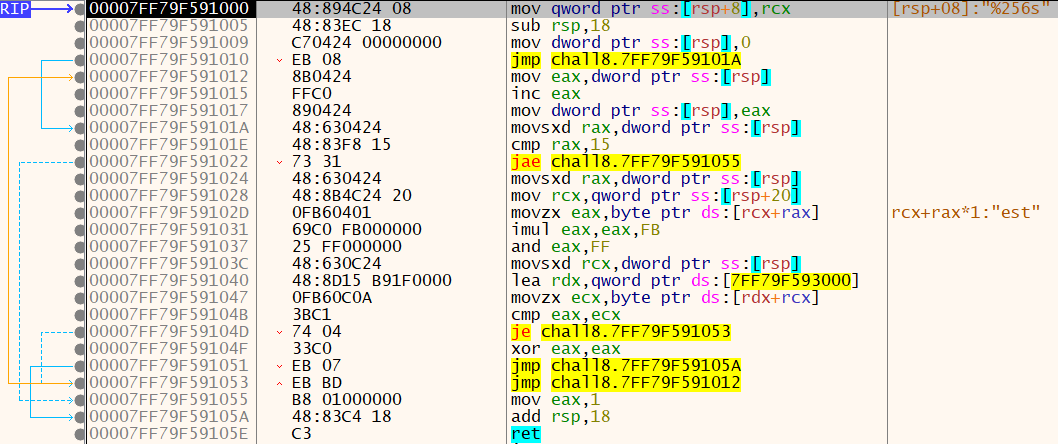 RIP 00007FF79F591000 48:894C24 08 mov qword ptr ss:[rsp+8],rcx [rsp+08]:"%256s"
00007FF79F591005 48:83EC 18 sub rsp,18
00007FF79F591009 C70424 00000000 mov dword ptr ss:[rsp],0
00007FF79F591010 EB 08 jmp chall8.7FF79F59101A
00007FF79F591012 8B0424 mov eax,dword ptr ss:[rsp]
00007FF79F591015 FFC0 inc eax
00007FF79F591017 890424 mov dword ptr ss:[rsp],eax
00007FF79F59101A 48:630424 movsxd rax,dword ptr ss:[rsp]
00007FF79F59101E 48:83F8 15 cmp rax,15
00007FF79F591022 73 31 jae chall8.7FF79F591055
00007FF79F591024 48:630424 movsxd rax,dword ptr ss:[rsp]
00007FF79F591028 48:8B4C24 20 mov rcx,qword ptr ss:[rsp+20]
00007FF79F59102D 0FB60401 movzx eax,byte ptr ds:[rcx+rax] rcx+rax*1:"est"
00007FF79F591031 69C0 FB000000 imul eax,eax,FB
00007FF79F591037 25 FF000000 and eax,FF
00007FF79F59103C 48:630C24 movsxd rcx,dword ptr ss:[rsp]
00007FF79F591040 48:8D15 B91F0000 lea rdx,qword ptr ds:[7FF79F593000]
00007FF79F591047 0FB60C0A movzx ecx,byte ptr ds:[rdx+rcx]
00007FF79F59104B 3BC1 cmp eax,ecx
00007FF79F59104D 74 04 je chall8.7FF79F591053
00007FF79F59104F 33C0 xor eax,eax
00007FF79F591051 EB 07 jmp chall8.7FF79F59105A
00007FF79F591053 EB BD jmp chall8.7FF79F591012
00007FF79F591055 B8 01000000 mov eax,1
00007FF79F59105A 48:83C4 18 add rsp,18
00007FF79F59105E C3 ret